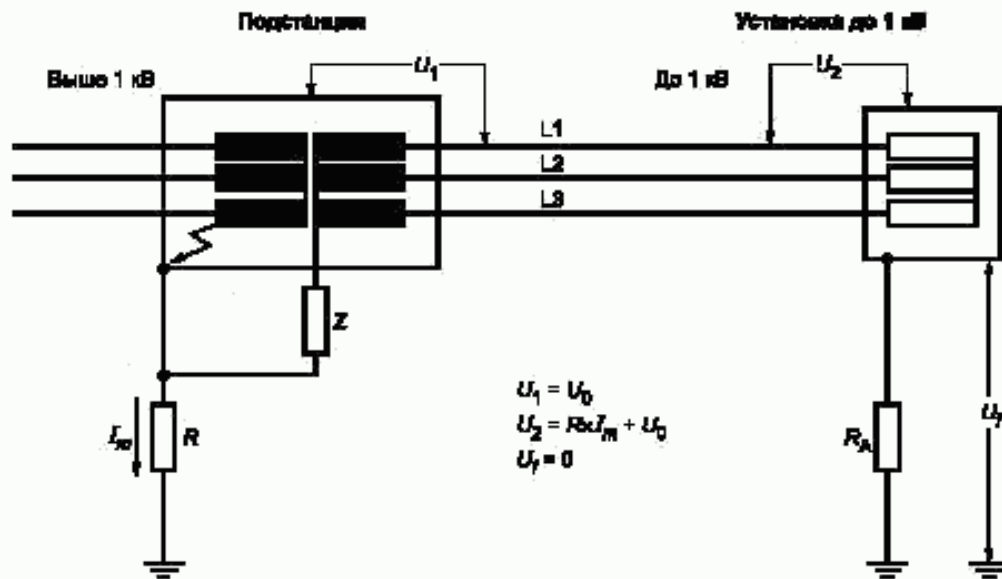 Подстанция
Установка до 1 кВ
Выше 1 кВ
U1
До 1 кВ
U2
L1
L2
L3
Z
U1 = U0
U2 = R×Im + U0
Uf = 0
Im
R
RA
Uf